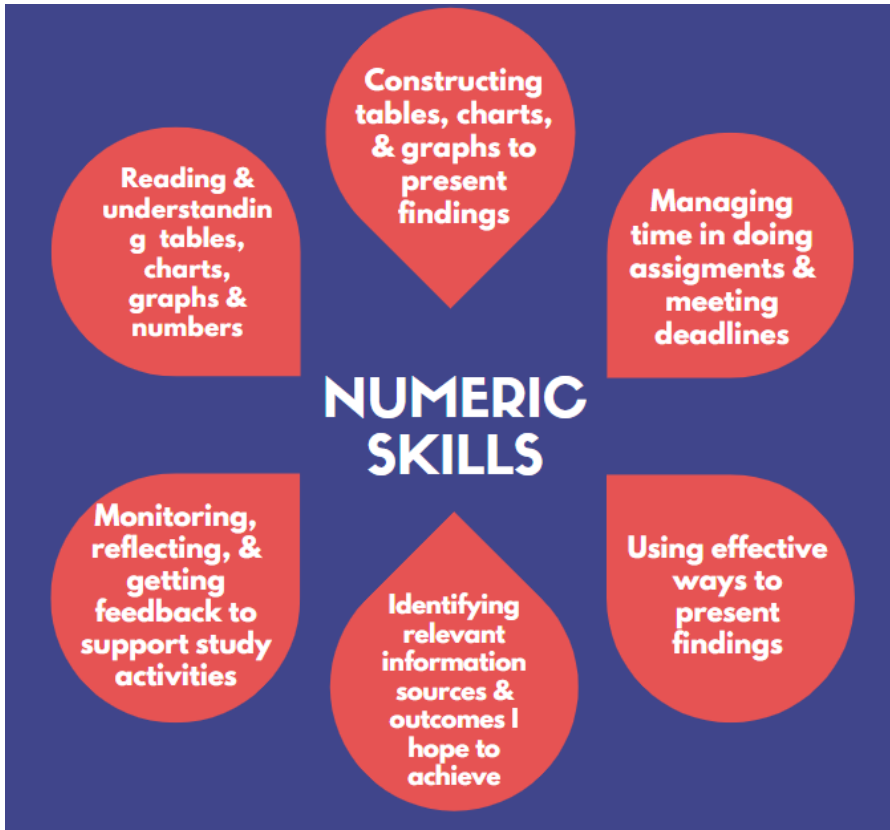 Constructing
tables, charts,
& graphs to
present
findings
Reading &
understandin
g tables,
charts,
graphs &
numbers
Managing
time in doing
assigments &
meeting
deadlines
NUMERIC
SKILLS
Monitoring,
reflecting, &
getting
feedback to
support study
activities
Identifying
relevant
information
sources &
outcomes I
hope to
achieve
Using effective
ways to
present
findings